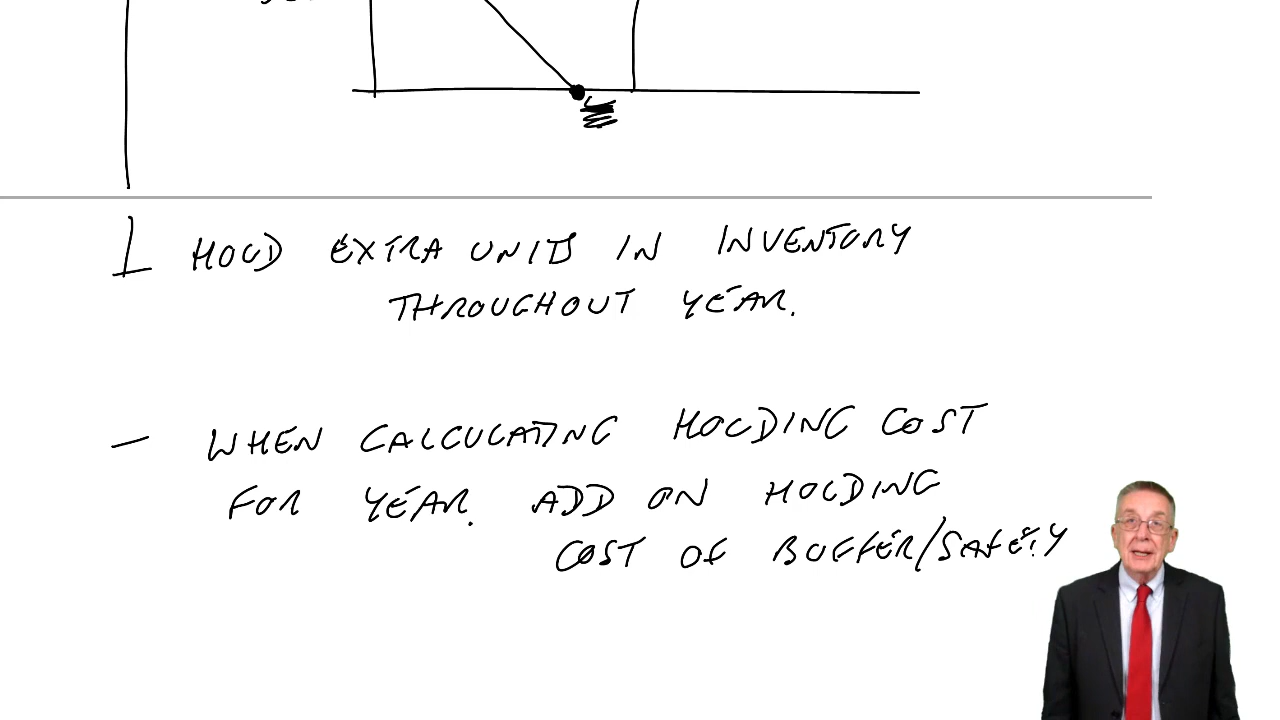 HOLD EXTRA UNITS IN INVENTORY
THROUGHOUT YEAR.
— WHEN CALCULATING HOLDING COST
FOR YEAR. ADD ON HOLDING
COST OF BUFFER/SAFETY